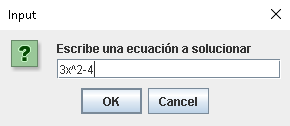 Input
Escribe una ecuación a solucionar
3x^2-4
OK Cancel